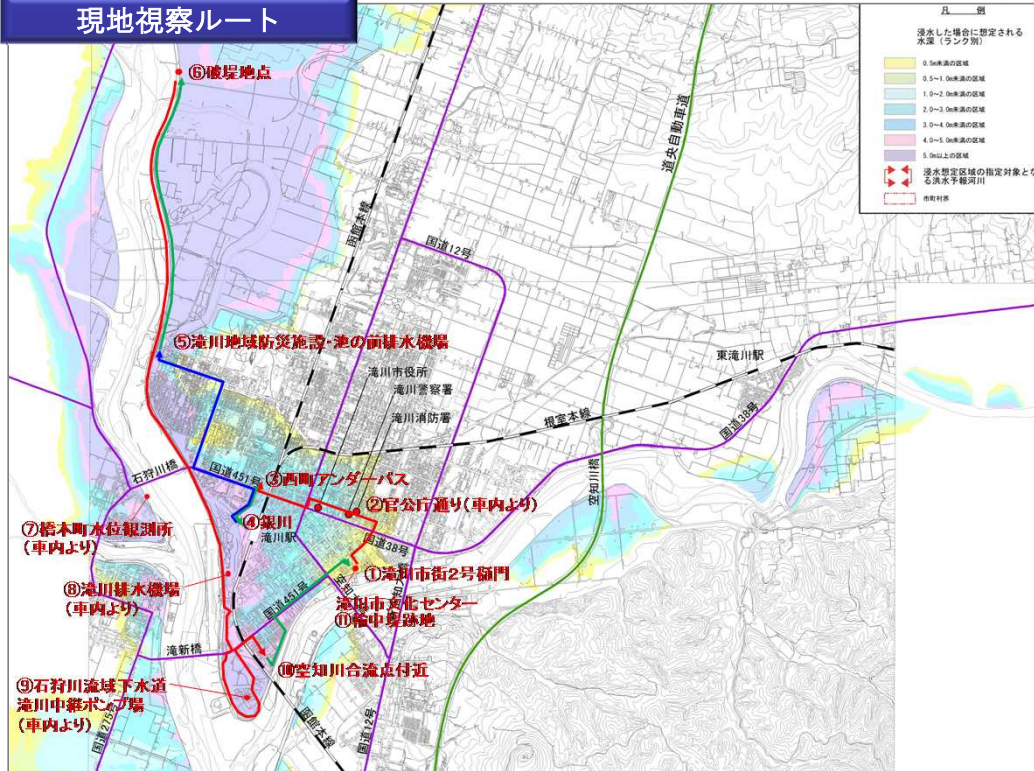 現地視察ルート
凡 例
浸水した場合に想定される
水深（ランク別）
0.5m未満の区域
0.5～1.0m未満の区域
1.0～2.0m未満の区域
2.0～3.0m未満の区域
3.0～4.0m未満の区域
4.0～5.0m未満の区域
5.0m以上の区域
浸水想定区域の指定対象とな
る洪水予報河川
市町村界
⑥破堤地点
道央自動車道
函館本線
国道12号
⑤滝川地域防災施設・池の前排水機場
滝川市役所
滝川警察署
滝川消防署
東滝川駅
根室本線
国道38号
石狩川橋
国道451号
③西町アンダーパス
空知川橋
②官公庁通り（車内より）
④銀川
滝川駅
⑦橋本町水位観測所
（車内より）
国道38号
①滝川市街2号樋門
⑧滝川排水機場
（車内より）
国道451号
滝川市文化センター
⑪輪中堤跡地
滝新橋
⑩空知川合流点付近
⑨石狩川流域下水道
滝川中継ポンプ場
（車内より）
国道275号
函館本線
国道12号